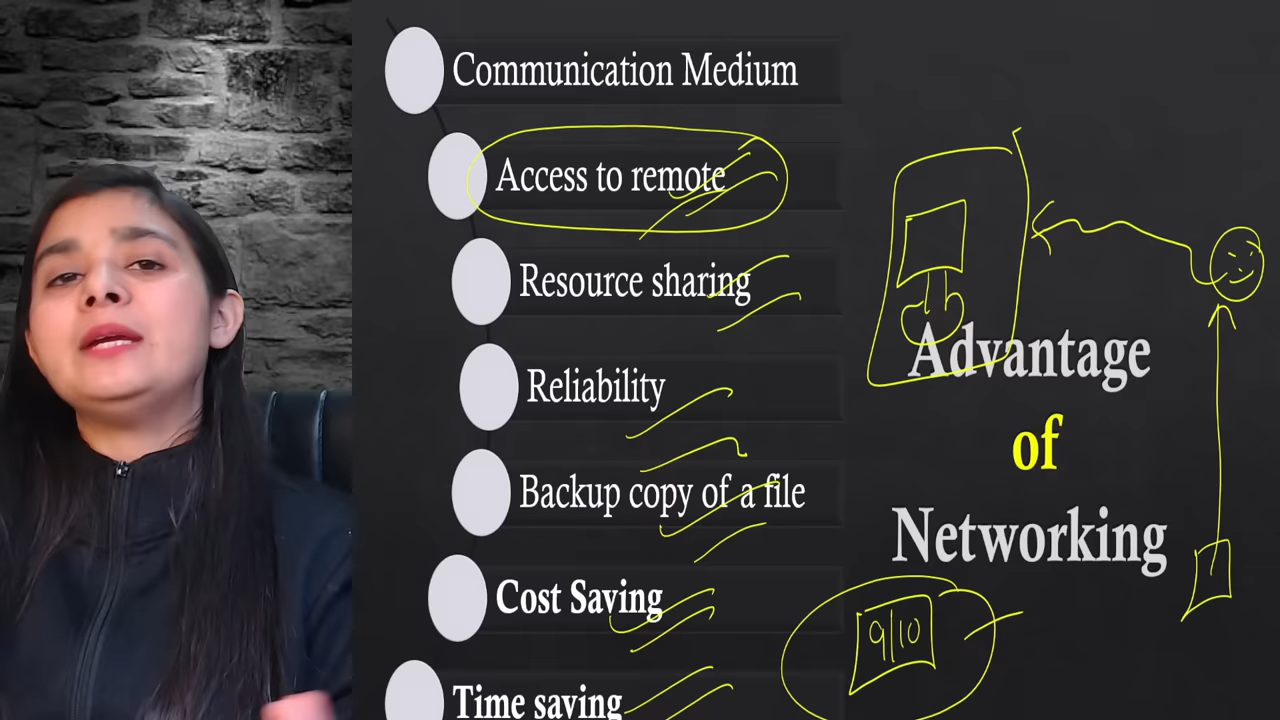 Communication Medium
Access to remote
Resource sharing
Reliability
Backup copy of a file
Cost Saving
Time saving
Advantage
of
Networking
9/10